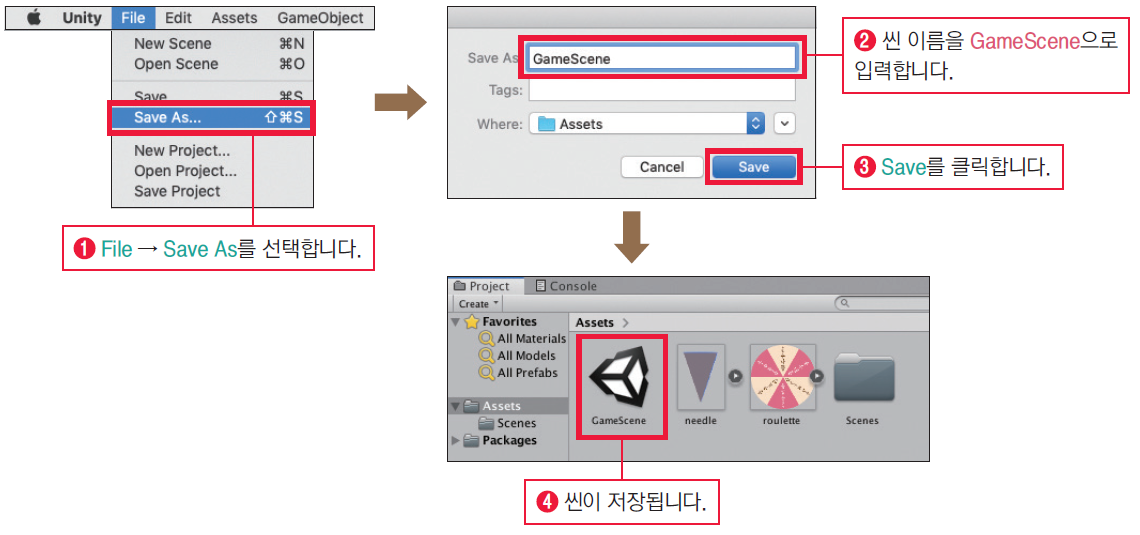 Unity File Edit Assets GameObject
New Scene ⌘N
Open Scene ⌘O
Save ⌘S
Save As... ⇧⌘S
New Project...
Open Project...
Save Project
❶ File → Save As를 선택합니다.
Save As GameScene
Tags:
Where: Assets
Cancel Save
❷ 씬 이름을 GameScene으로
입력합니다.
❸ Save를 클릭합니다.
Project Console
Create
Favorites
All Materials
All Models
All Prefabs
Assets
Scenes
Packages
Assets >
GameScene needle roulette Scenes
❹ 씬이 저장됩니다.